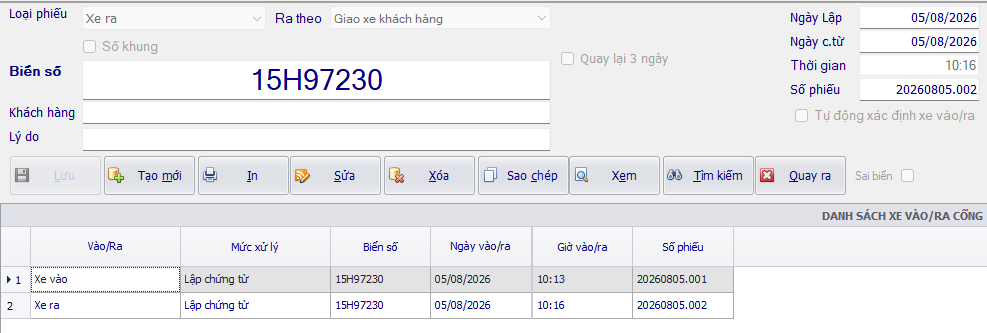 Loại phiếu Xe ra Ra theo Giao xe khách hàng Ngày Lập 05/08/2026
Số khung Ngày c.từ 05/08/2026
Quay lại 3 ngày Thời gian 10:16
Biển số 15H97230 Số phiếu 20260805.002
Khách hàng Tự động xác định xe vào/ra
Lý do
Lưu Tạo mới In Sửa Xóa Sao chép Xem Tìm kiếm Quay ra Sai biển
DANH SÁCH XE VÀO/RA CỔNG
Vào/Ra Mức xử lý Biển số Ngày vào/ra Giờ vào/ra Số phiếu
1 Xe vào Lập chứng từ 15H97230 05/08/2026 10:13 20260805.001
2 Xe ra Lập chứng từ 15H97230 05/08/2026 10:16 20260805.002